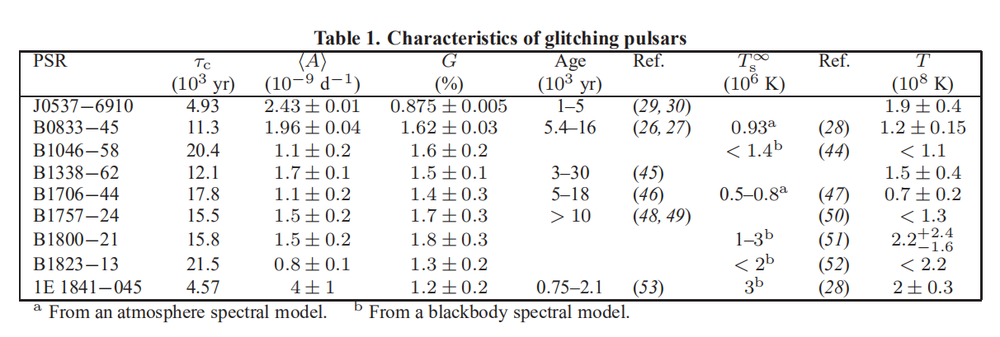 Table 1. Characteristics of glitching pulsars
PSR τc ⟨A⟩ G Age Ref. Ts∞ Ref. T
(10³ yr) (10−9 d−1) (%) (10³ yr) (10⁶ K) (10⁸ K)
J0537−6910 4.93 2.43 ± 0.01 0.875 ± 0.005 1–5 (29, 30) 1.9 ± 0.4
B0833−45 11.3 1.96 ± 0.04 1.62 ± 0.03 5.4–16 (26, 27) 0.93a (28) 1.2 ± 0.15
B1046−58 20.4 1.1 ± 0.2 1.6 ± 0.2 < 1.4b (44) < 1.1
B1338−62 12.1 1.7 ± 0.1 1.5 ± 0.1 3–30 (45) 1.5 ± 0.4
B1706−44 17.8 1.1 ± 0.2 1.4 ± 0.3 5–18 (46) 0.5–0.8a (47) 0.7 ± 0.2
B1757−24 15.5 1.5 ± 0.2 1.7 ± 0.3 > 10 (48, 49) (50) < 1.3
B1800−21 15.8 1.5 ± 0.2 1.8 ± 0.3 1–3b (51) 2.2+2.4−1.6
B1823−13 21.5 0.8 ± 0.1 1.3 ± 0.2 < 2b (52) < 2.2
1E 1841−045 4.57 4 ± 1 1.2 ± 0.2 0.75–2.1 (53) 3b (28) 2 ± 0.3
a From an atmosphere spectral model. b From a blackbody spectral model.